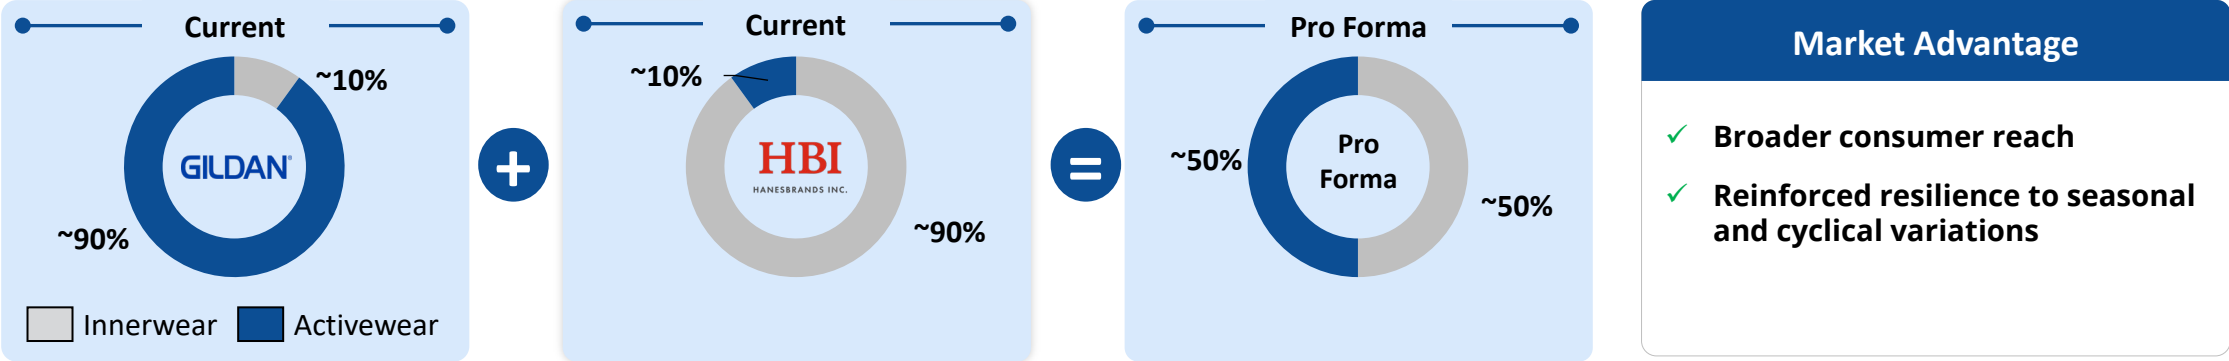 Current
~10%
GILDAN
~90%
Innerwear
Activewear
+
Current
~10%
HBI
HANESBRANDS INC.
~90%
=
Pro Forma
~50%
Pro
Forma
~50%
Market Advantage
✓ Broader consumer reach
✓ Reinforced resilience to seasonal
and cyclical variations